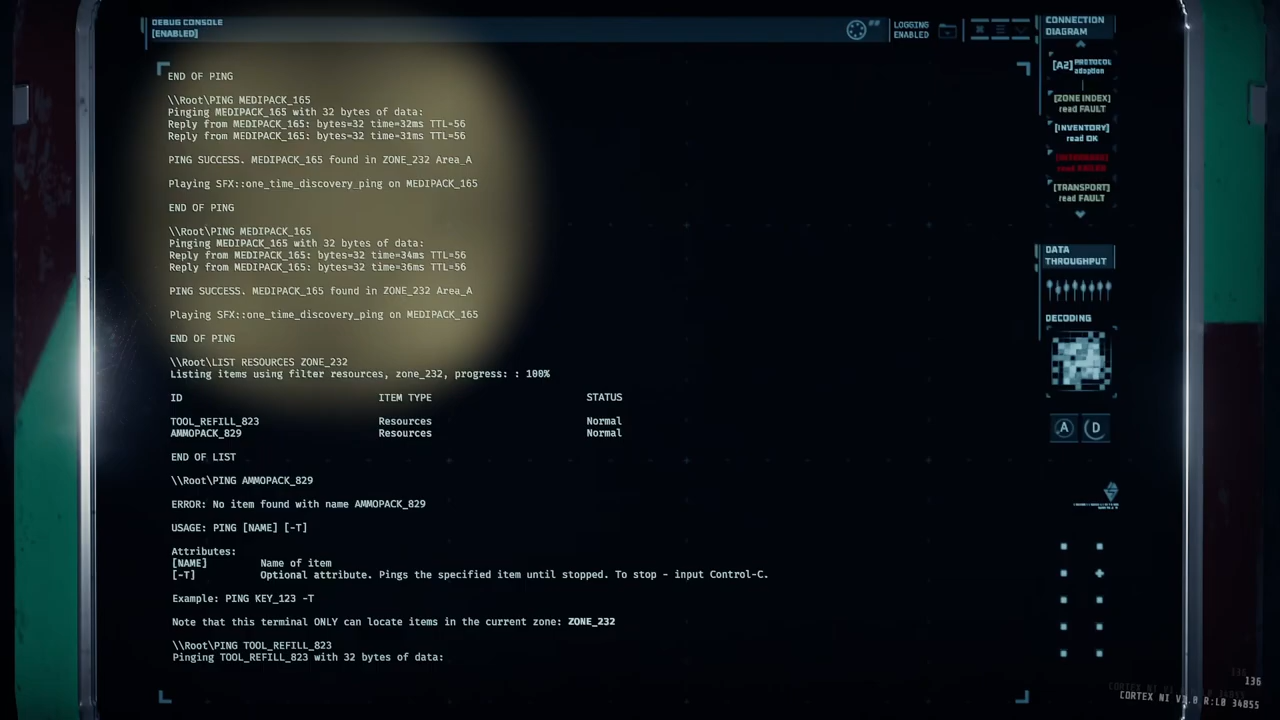 DEBUG CONSOLE
[ENABLED]
LOGGING
ENABLED
END OF PING
\\Root\PING MEDIPACK_165
Pinging MEDIPACK_165 with 32 bytes of data:
Reply from MEDIPACK_165: bytes=32 time=32ms TTL=56
Reply from MEDIPACK_165: bytes=32 time=31ms TTL=56
PING SUCCESS. MEDIPACK_165 found in ZONE_232 Area_A
Playing SFX::one_time_discovery_ping on MEDIPACK_165
END OF PING
\\Root\PING MEDIPACK_165
Pinging MEDIPACK_165 with 32 bytes of data:
Reply from MEDIPACK_165: bytes=32 time=34ms TTL=56
Reply from MEDIPACK_165: bytes=32 time=36ms TTL=56
PING SUCCESS. MEDIPACK_165 found in ZONE_232 Area_A
Playing SFX::one_time_discovery_ping on MEDIPACK_165
END OF PING
\\Root\LIST RESOURCES ZONE_232
Listing items using filter resources, zone_232, progress: : 100%
ID ITEM TYPE STATUS
TOOL_REFILL_823 Resources Normal
AMMOPACK_829 Resources Normal
END OF LIST
\\Root\PING AMMOPACK_829
ERROR: No item found with name AMMOPACK_829
USAGE: PING [NAME] [-T]
Attributes:
[NAME] Name of item
[-T] Optional attribute. Pings the specified item until stopped. To stop - input Control-C.
Example: PING KEY_123 -T
Note that this terminal ONLY can locate items in the current zone: ZONE_232
\\Root\PING TOOL_REFILL_823
Pinging TOOL_REFILL_823 with 32 bytes of data:
CONNECTION
DIAGRAM
[A2] PROTOCOL
adoption
[ZONE INDEX]
read FAULT
[INVENTORY]
read OK
[TRANSPORT]
read FAULT
DATA
THROUGHPUT
DECODING
A D
136
CORTEX NI V1.0 R:L0 34855